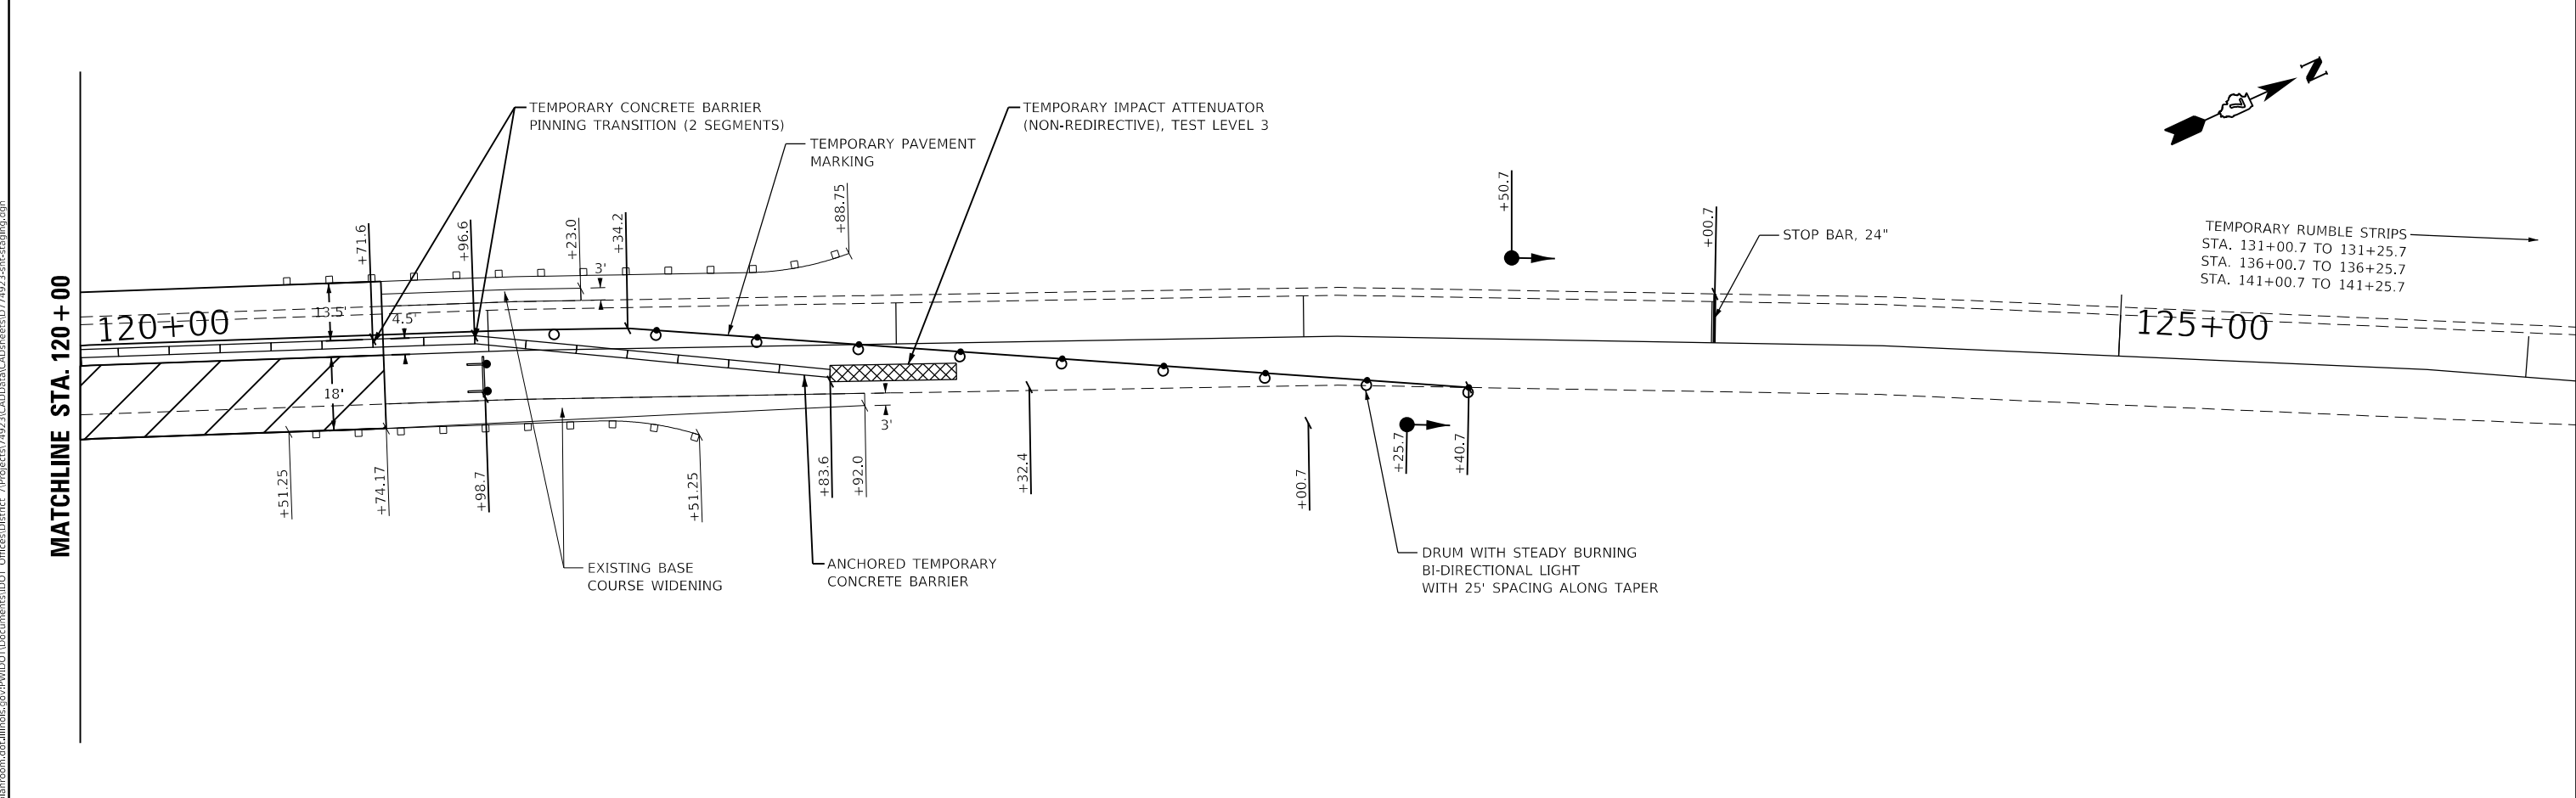 TEMPORARY CONCRETE BARRIER
PINNING TRANSITION (2 SEGMENTS)
TEMPORARY PAVEMENT
MARKING
TEMPORARY IMPACT ATTENUATOR
(NON-REDIRECTIVE), TEST LEVEL 3
N
+71.6
+96.6
+23.0
+34.2
+88.75
+50.7
+00.7
3'
STOP BAR, 24"
TEMPORARY RUMBLE STRIPS
STA. 131+00.7 TO 131+25.7
STA. 136+00.7 TO 136+25.7
STA. 141+00.7 TO 141+25.7
MATCHLINE STA. 120+00
120+00
13.5'
4.5'
125+00
18'
3'
+51.25
+74.17
+98.7
+51.25
+83.6
+92.0
+32.4
+00.7
+25.7
+40.7
EXISTING BASE
COURSE WIDENING
ANCHORED TEMPORARY
CONCRETE BARRIER
DRUM WITH STEADY BURNING
BI-DIRECTIONAL LIGHT
WITH 25' SPACING ALONG TAPER